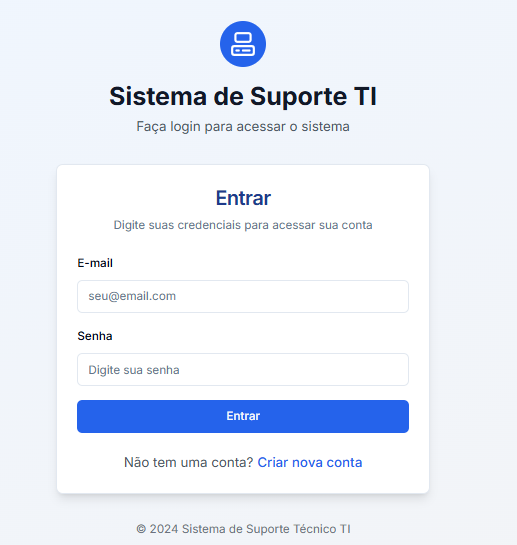 Sistema de Suporte TI
Faça login para acessar o sistema
Entrar
Digite suas credenciais para acessar sua conta
E-mail
seu@email.com
Senha
Digite sua senha
Entrar
Não tem uma conta? Criar nova conta
© 2024 Sistema de Suporte Técnico TI